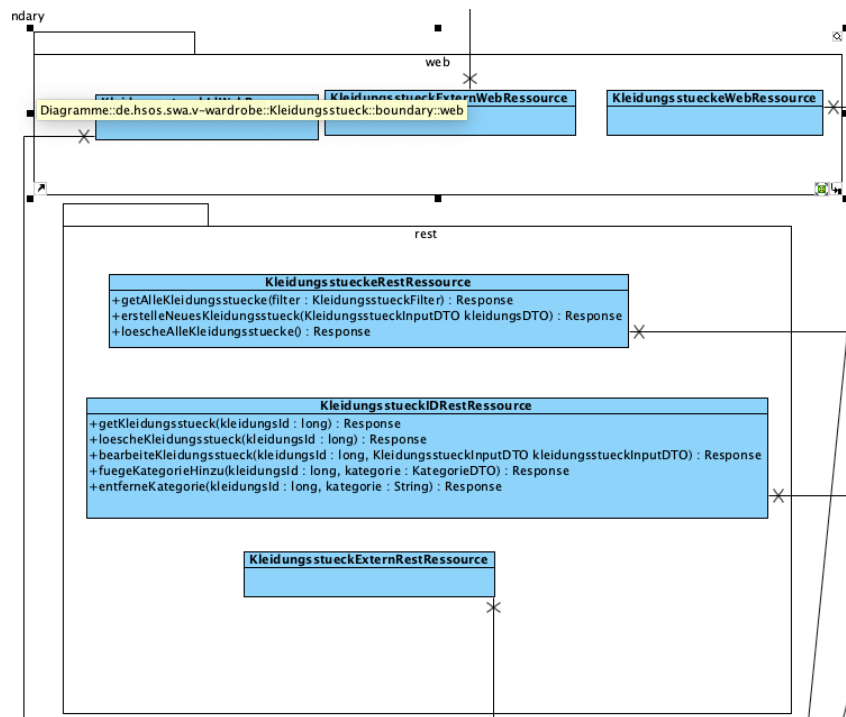 ndary
web
KleidungsstueckExternWebRessource
KleidungsstueckeWebRessource
Diagramme::de.hsos.swa.v-wardrobe::Kleidungsstueck::boundary::web
rest
KleidungsstueckeRestRessource
+getAlleKleidungsstuecke(filter : KleidungsstueckFilter) : Response
+erstelleNeuesKleidungsstueck(KleidungsstueckInputDTO kleidungsDTO) : Response
+loescheAlleKleidungsstuecke() : Response
KleidungsstueckIDRestRessource
+getKleidungsstueck(kleidungsId : long) : Response
+loescheKleidungsstueck(kleidungsId : long) : Response
+bearbeiteKleidungsstueck(kleidungsId : long, KleidungsstueckInputDTO kleidungsstueckInputDTO) : Response
+fuegeKategorieHinzu(kleidungsId : long, kategorie : KategorieDTO) : Response
+entferneKategorie(kleidungsId : long, kategorie : String) : Response
KleidungsstueckExternRestRessource